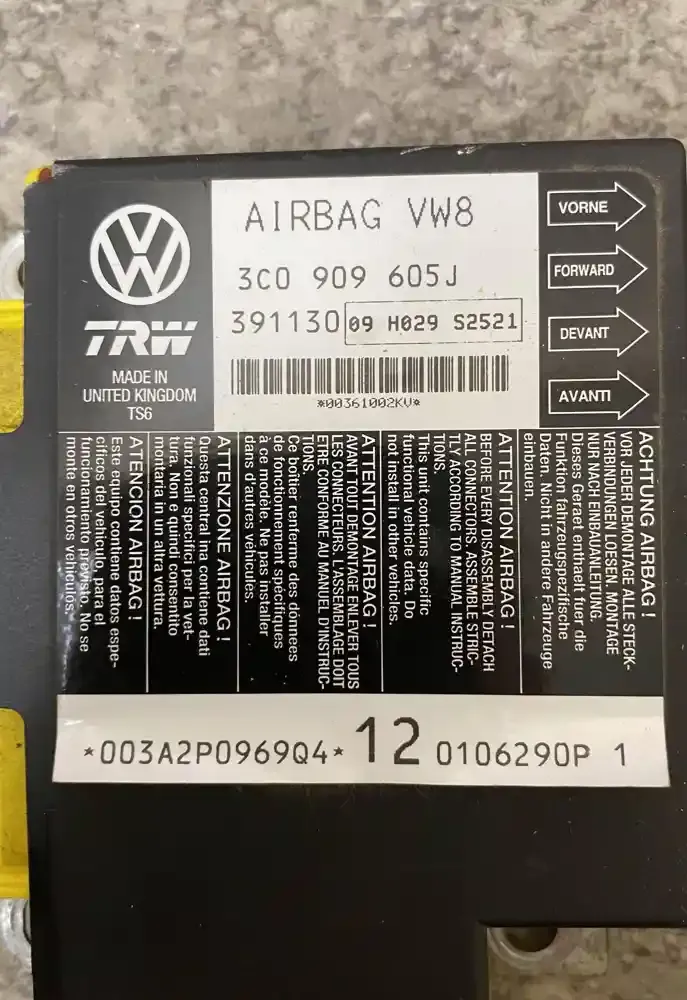 AIRBAG VW8
3C0 909 605J
391130 09 H029 S2521
*00361002KV*
VW
TRW
MADE IN
UNITED KINGDOM
TS6
VORNE
FORWARD
DEVANT
AVANTI
ACHTUNG AIRBAG !
VOR JEDER DEMONTAGE ALLE STECK-
VERBINDUNGEN LOESEN, MONTAGE
NUR NACH EINBAUANLEITUNG.
Dieses Geraet enthaelt fuer die
Funktion fahrzeugspezifische
Daten. Nicht in andere Fahrzeuge
einbauen.
ATTENTION AIRBAG !
BEFORE EVERY DISASSEMBLY DETACH
ALL CONNECTORS, ASSEMBLE STRIC-
TLY ACCORDING TO MANUAL INSTRUC-
TIONS.
This unit contains specific
functional vehicle data. Do
not install in other vehicles.
ATTENTION AIRBAG !
AVANT TOUT DEMONTAGE ENLEVER TOUS
LES CONNECTEURS. L'ASSEMBLAGE DOIT
ETRE CONFORME AU MANUEL D'INSTRUC-
TIONS.
Ce boîtier renferme des données
de fonctionnement spécifiques
à ce modèle. Ne pas installer
dans d'autres véhicules.
ATTENZIONE AIRBAG !
Questa central ina contiene dati
funzionali specifici per la vet-
tura. Non e quindi consentito
montaria in un altra vettura.
ATENCION AIRBAG !
Este equipo contiene datos espe-
cíficos del vehículo, para el
funcionamiento previsto. No se
monte en otros vehículos.
*003A2P0969Q4* 12 0106290P 1